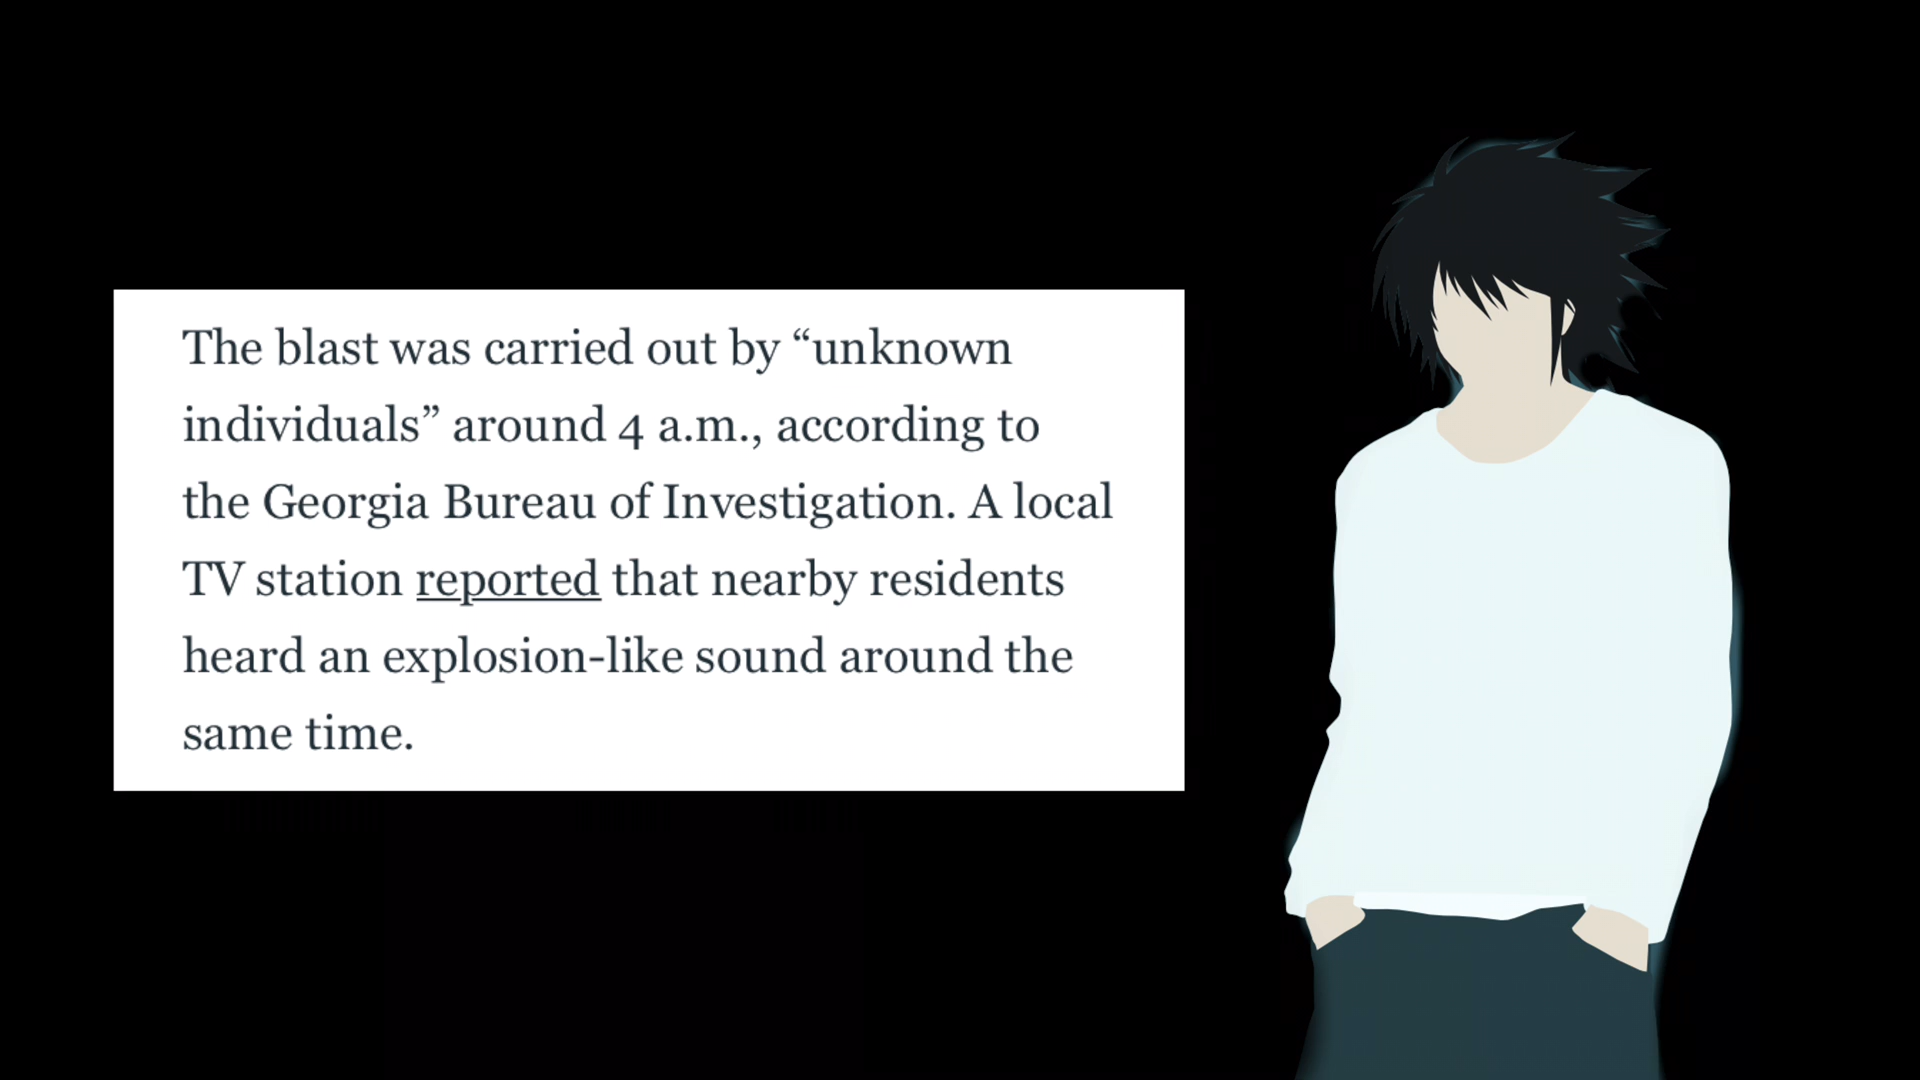 The blast was carried out by “unknown
individuals” around 4 a.m., according to
the Georgia Bureau of Investigation. A local
TV station reported that nearby residents
heard an explosion-like sound around the
same time.